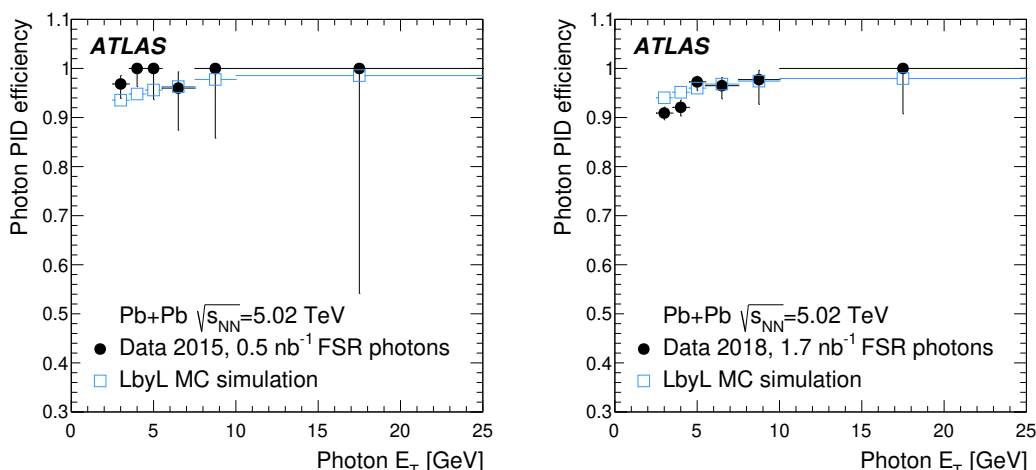 Photon PID efficiency
1.1
1
0.9
0.8
0.7
0.6
0.5
0.4
0.3
ATLAS
Pb+Pb √s_NN=5.02 TeV
Data 2015, 0.5 nb⁻¹ FSR photons
LbyL MC simulation
0 5 10 15 20 25
Photon E_T [GeV]
Photon PID efficiency
1.1
1
0.9
0.8
0.7
0.6
0.5
0.4
0.3
ATLAS
Pb+Pb √s_NN=5.02 TeV
Data 2018, 1.7 nb⁻¹ FSR photons
LbyL MC simulation
0 5 10 15 20 25
Photon E_T [GeV]